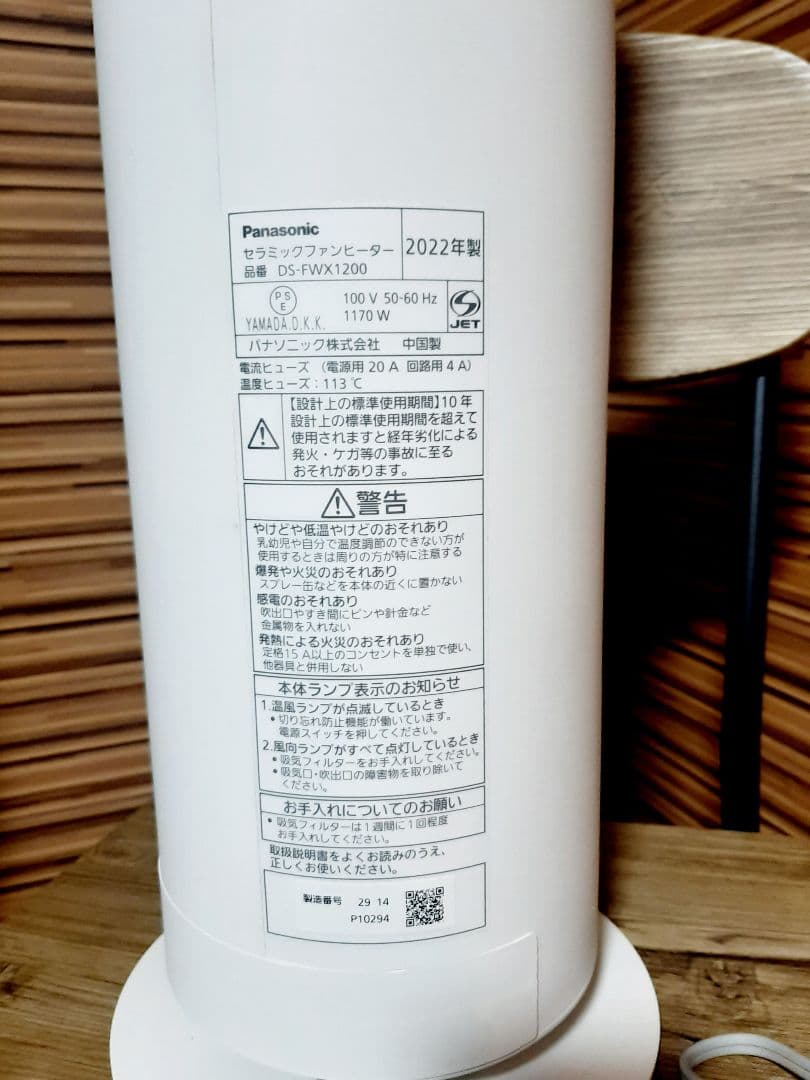 Panasonic
セラミックファンヒーター
品番 DS-FWX1200
2022年製
PS
E
YAMADA.D.K.K.
100 V 50-60 Hz
1170 W
JET
パナソニック株式会社 中国製
電流ヒューズ (電源用 20 A 回路用 4 A)
温度ヒューズ:113 ℃
【設計上の標準使用期間】10 年
設計上の標準使用期間を超えて
使用されますと経年劣化による
発火・ケガ等の事故に至る
おそれがあります。
警告
やけどや低温やけどのおそれあり
乳幼児や自分で温度調節のできない方が
使用するときは周りの方が特に注意する
爆発や火災のおそれあり
スプレー缶などを本体の近くに置かない
感電のおそれあり
吹出口やすき間にピンや針金など
金属物を入れない
発熱による火災のおそれあり
定格15 A以上のコンセントを単独で使い、
他器具と併用しない
本体ランプ表示のお知らせ
1.温風ランプが点滅しているとき
• 切り忘れ防止機能が働いています。
電源スイッチを押してください。
2.風向ランプがすべて点灯しているとき
• 吸気フィルターをお手入れしてください。
• 吸気口・吹出口の障害物を取り除いて
ください。
お手入れについてのお願い
• 吸気フィルターは1週間に1回程度
お手入れしてください。
取扱説明書をよくお読みのうえ、
正しくお使いください。
製造番号 29 14
P10294